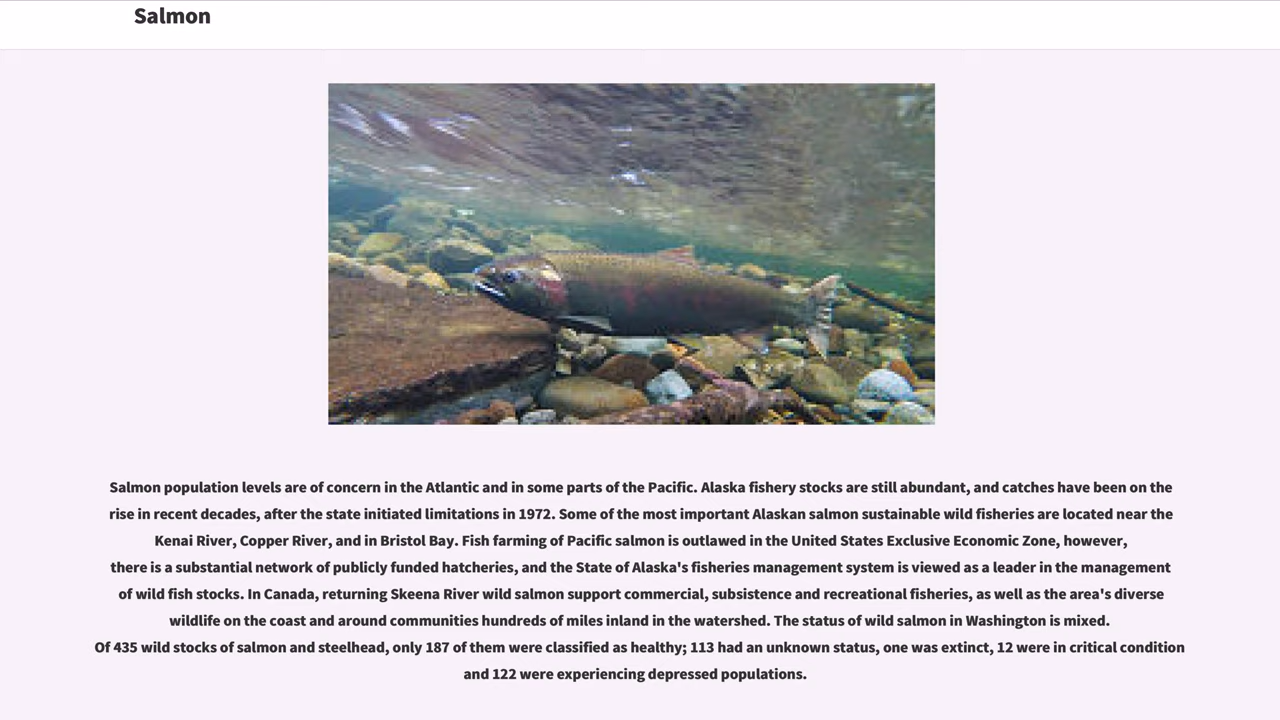 Salmon
Salmon population levels are of concern in the Atlantic and in some parts of the Pacific. Alaska fishery stocks are still abundant, and catches have been on the
rise in recent decades, after the state initiated limitations in 1972. Some of the most important Alaskan salmon sustainable wild fisheries are located near the
Kenai River, Copper River, and in Bristol Bay. Fish farming of Pacific salmon is outlawed in the United States Exclusive Economic Zone, however,
there is a substantial network of publicly funded hatcheries, and the State of Alaska's fisheries management system is viewed as a leader in the management
of wild fish stocks. In Canada, returning Skeena River wild salmon support commercial, subsistence and recreational fisheries, as well as the area's diverse
wildlife on the coast and around communities hundreds of miles inland in the watershed. The status of wild salmon in Washington is mixed.
Of 435 wild stocks of salmon and steelhead, only 187 of them were classified as healthy; 113 had an unknown status, one was extinct, 12 were in critical condition
and 122 were experiencing depressed populations.